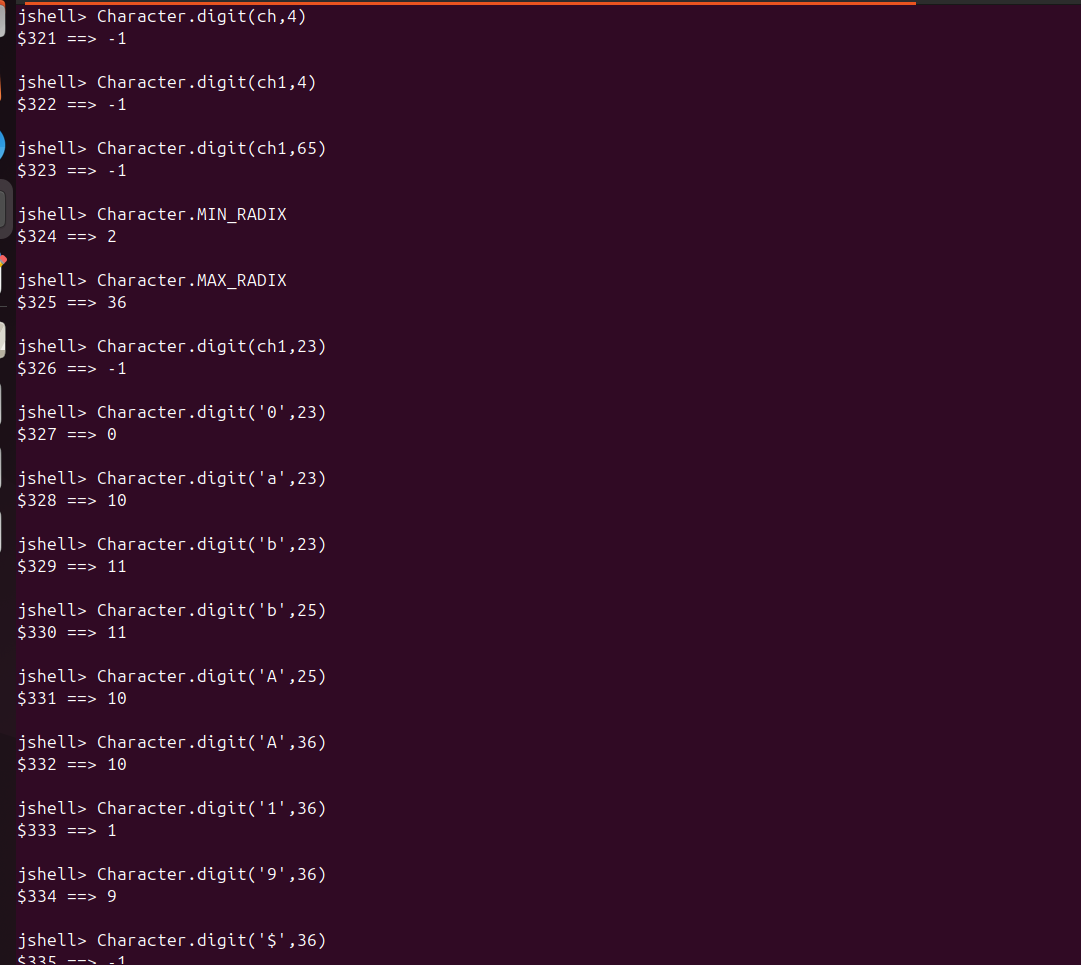 jshell> Character.digit(ch,4)
$321 ==> -1
jshell> Character.digit(ch1,4)
$322 ==> -1
jshell> Character.digit(ch1,65)
$323 ==> -1
jshell> Character.MIN_RADIX
$324 ==> 2
jshell> Character.MAX_RADIX
$325 ==> 36
jshell> Character.digit(ch1,23)
$326 ==> -1
jshell> Character.digit('0',23)
$327 ==> 0
jshell> Character.digit('a',23)
$328 ==> 10
jshell> Character.digit('b',23)
$329 ==> 11
jshell> Character.digit('b',25)
$330 ==> 11
jshell> Character.digit('A',25)
$331 ==> 10
jshell> Character.digit('A',36)
$332 ==> 10
jshell> Character.digit('1',36)
$333 ==> 1
jshell> Character.digit('9',36)
$334 ==> 9
jshell> Character.digit('$',36)
$335 ==> -1